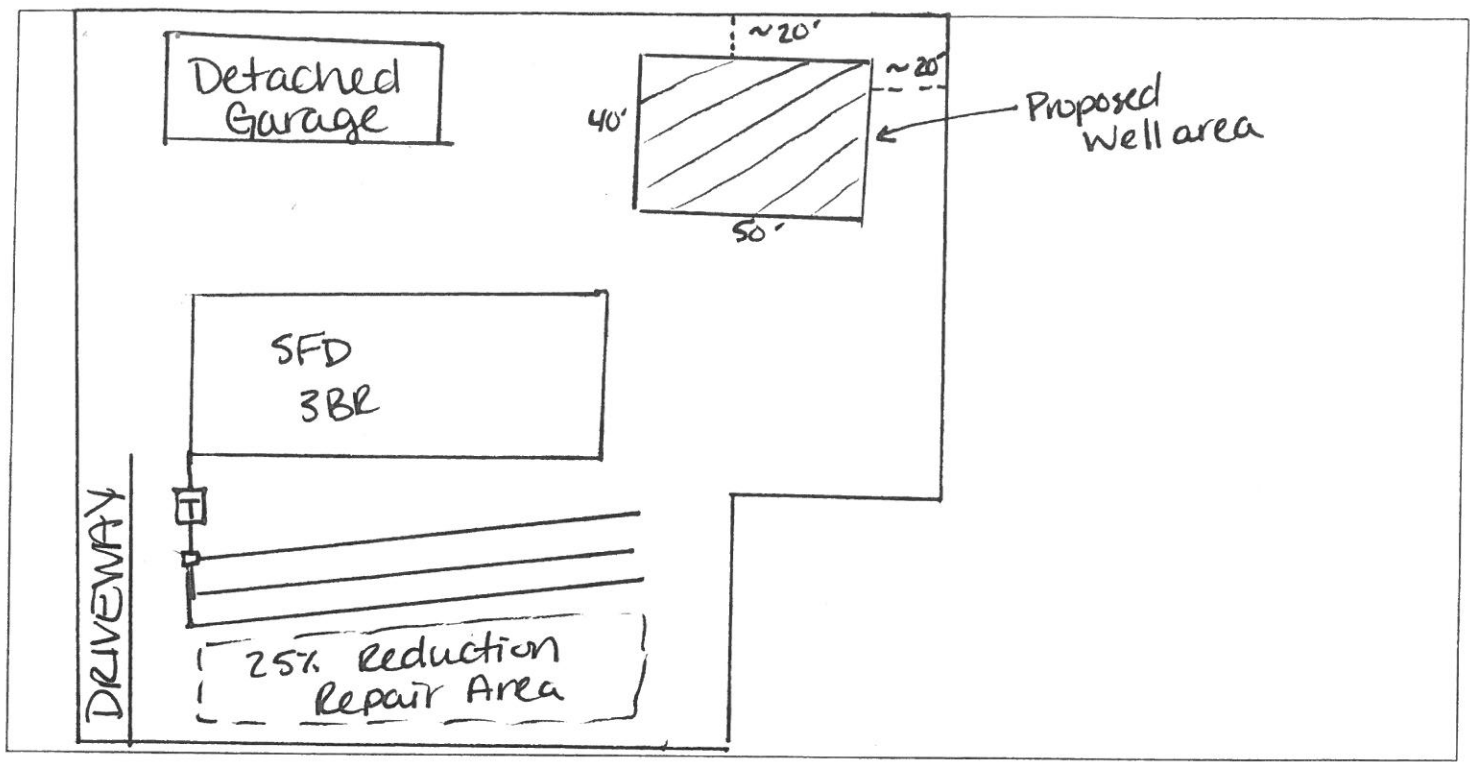 ~20'
Detached
Garage
~20'
40'
Proposed
Well area
50'
SFD
3BR
T
DRIVEWAY
25% Reduction
Repair Area